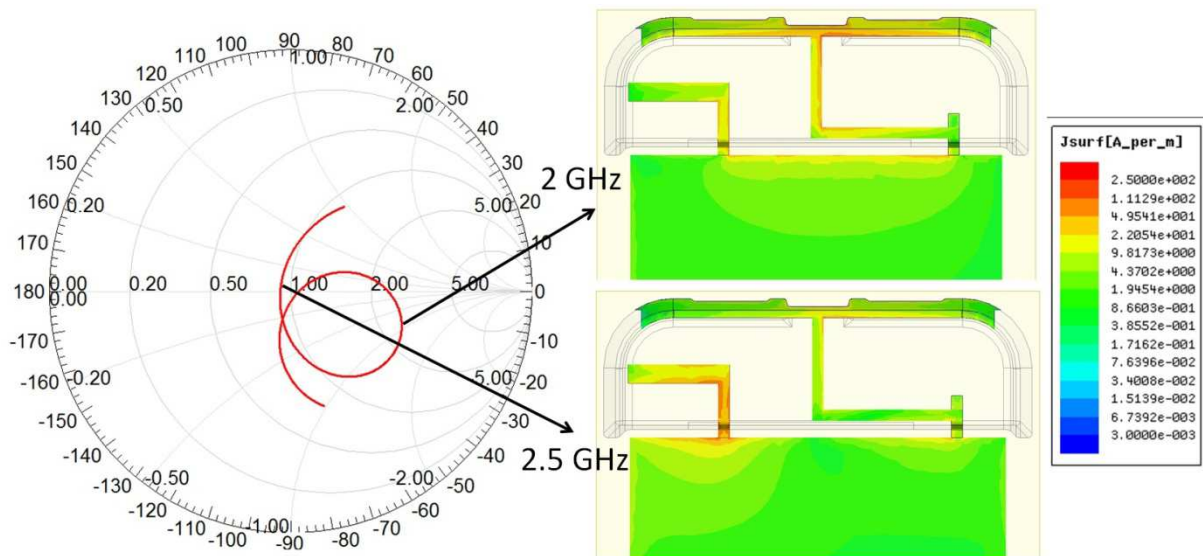 90
100
80
110
1.00
70
120
60
130
0.50
2.00
50
140
40
150
30
160
0.20
5.00
20
170
10
180
0.00
0.00
0.20
0.50
1.00
2.00
5.00
0
-170
-10
-160
-0.20
-5.00
-20
-150
-30
-140
-40
-0.50
-2.00
-130
-50
-120
-60
-110
-1.00
-70
-100
-80
-90
2 GHz
2.5 GHz
Jsurf[A_per_m]
2.5000e+002
1.1129e+002
4.9541e+001
2.2054e+001
9.8173e+000
4.3702e+000
1.9454e+000
8.6603e-001
3.8552e-001
1.7162e-001
7.6396e-002
3.4008e-002
1.5139e-002
6.7392e-003
3.0000e-003